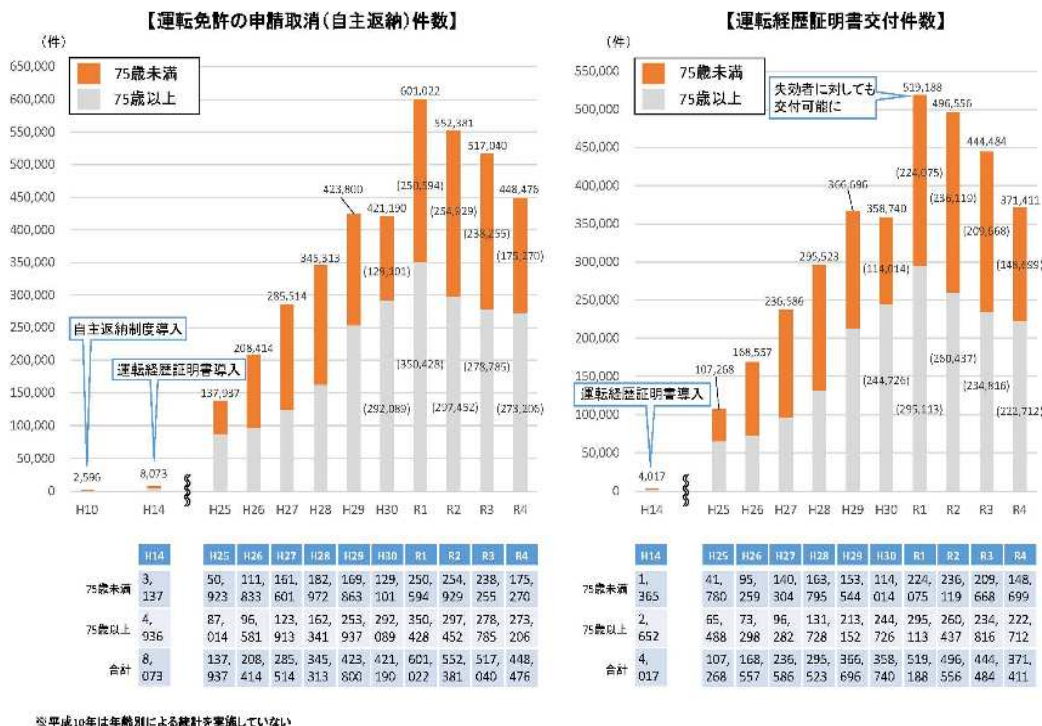 【運転免許の申請取消(自主返納)件数】
(件)
75歳未満
75歳以上
650,000
600,000
550,000
500,000
450,000
400,000
350,000
300,000
250,000
200,000
150,000
100,000
50,000
0
自主返納制度導入
運転経歴証明書導入
2,596
8,073
137,937
208,414
285,514
345,313
423,800
421,190
601,022
552,381
517,040
448,476
(129,101)
(250,594)
(254,929)
(238,255)
(175,270)
(292,089)
(350,428)
(297,452)
(278,785)
(273,206)
H10 H14 H25 H26 H27 H28 H29 H30 R1 R2 R3 R4
H14 H25 H26 H27 H28 H29 H30 R1 R2 R3 R4
75歳未満 3,137 50,923 111,833 161,601 182,972 169,863 129,101 250,594 254,929 238,255 175,270
75歳以上 4,936 87,014 96,581 123,913 162,341 253,937 292,089 350,428 297,452 278,785 273,206
合計 8,073 137,937 208,414 285,514 345,313 423,800 421,190 601,022 552,381 517,040 448,476
【運転経歴証明書交付件数】
(件)
75歳未満
75歳以上
550,000
500,000
450,000
400,000
350,000
300,000
250,000
200,000
150,000
100,000
50,000
0
失効者に対しても
交付可能に
運転経歴証明書導入
4,017
107,268
168,557
236,586
295,523
366,696
358,740
519,188
496,556
444,484
371,411
(114,014)
(224,075)
(236,119)
(209,668)
(148,699)
(244,726)
(295,113)
(260,437)
(234,816)
(222,712)
H14 H25 H26 H27 H28 H29 H30 R1 R2 R3 R4
H14 H25 H26 H27 H28 H29 H30 R1 R2 R3 R4
75歳未満 1,365 41,780 95,259 140,304 163,795 153,544 114,014 224,075 236,119 209,668 148,699
75歳以上 2,652 65,488 73,298 96,282 131,728 213,152 244,726 295,113 260,437 234,816 222,712
合計 4,017 107,268 168,557 236,586 295,523 366,696 358,740 519,188 496,556 444,484 371,411
※平成10年は年齢別による統計を実施していない